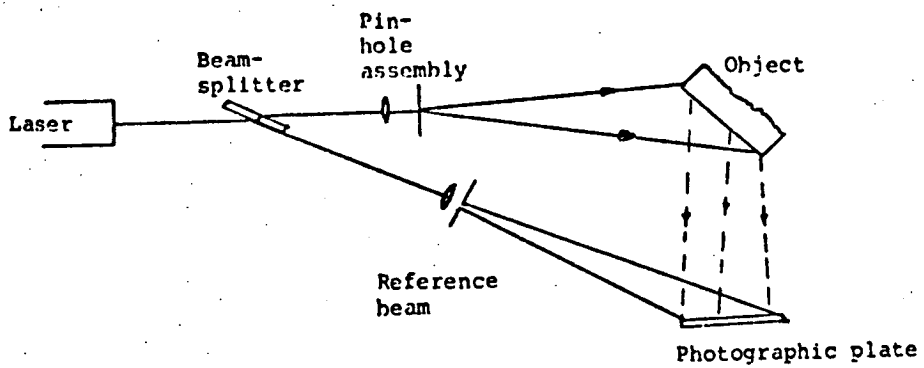 Pin-
hole
assembly
Beam-
splitter
Object
Laser
Reference
beam
Photographic plate